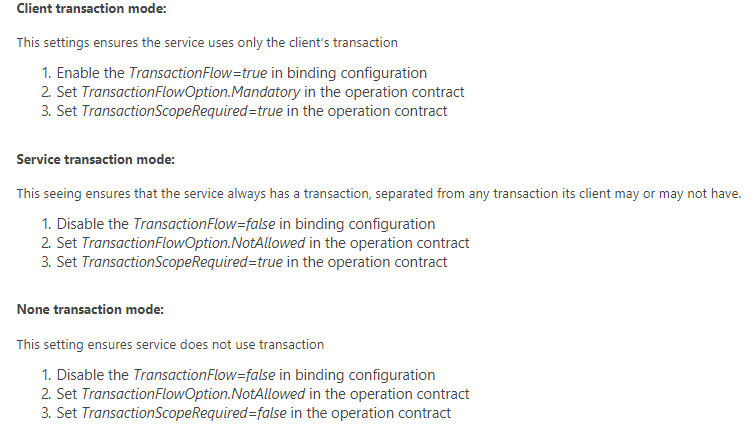 Client transaction mode:
This settings ensures the service uses only the client's transaction
1. Enable the TransactionFlow=true in binding configuration
2. Set TransactionFlowOption.Mandatory in the operation contract
3. Set TransactionScopeRequired=true in the operation contract
Service transaction mode:
This seeing ensures that the service always has a transaction, separated from any transaction its client may or may not have.
1. Disable the TransactionFlow=false in binding configuration
2. Set TransactionFlowOption.NotAllowed in the operation contract
3. Set TransactionScopeRequired=true in the operation contract
None transaction mode:
This setting ensures service does not use transaction
1. Disable the TransactionFlow=false in binding configuration
2. Set TransactionFlowOption.NotAllowed in the operation contract
3. Set TransactionScopeRequired=false in the operation contract